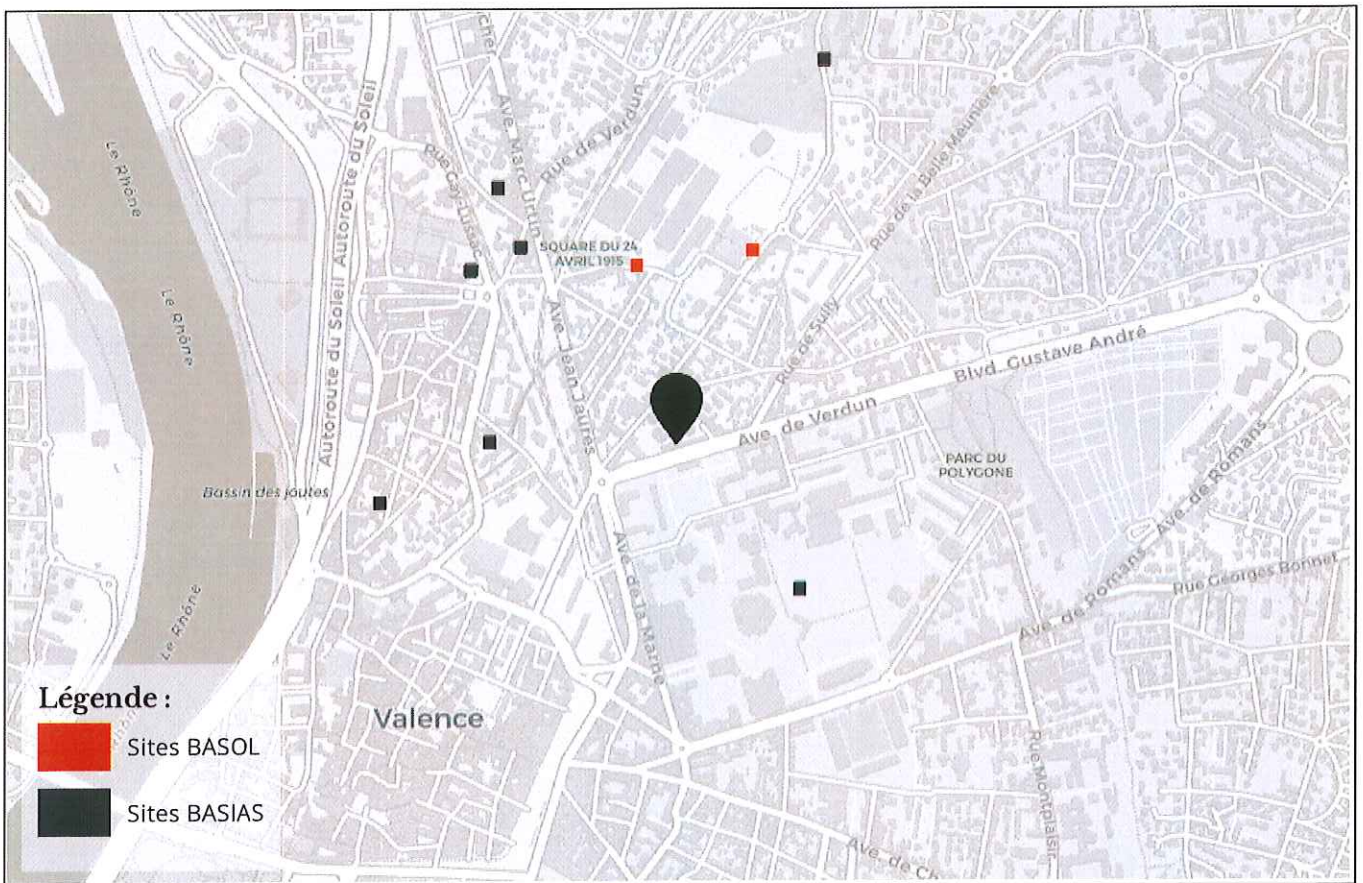 Ave. Marc Urtin
Rue de Verdun
Rue de la Belle Meunière
Le Rhône
Rue Gay-Lussac
Autoroute du Soleil
Autoroute du Soleil
SQUARE DU 24
AVRIL 1915
Le Rhône
Ave. Jean Jaurès
Rue de Sully
Blvd. Gustave André
Ave. de Verdun
PARC DU
POLYGONE
Bassin des joutes
Ave. de Romans
Ave. de Romans
Rue Georges Bonnet
Le Rhône
Ave. de la Marne
Légende :
Valence
Sites BASOL
Sites BASIAS
Rue Montplaisir
Ave. de